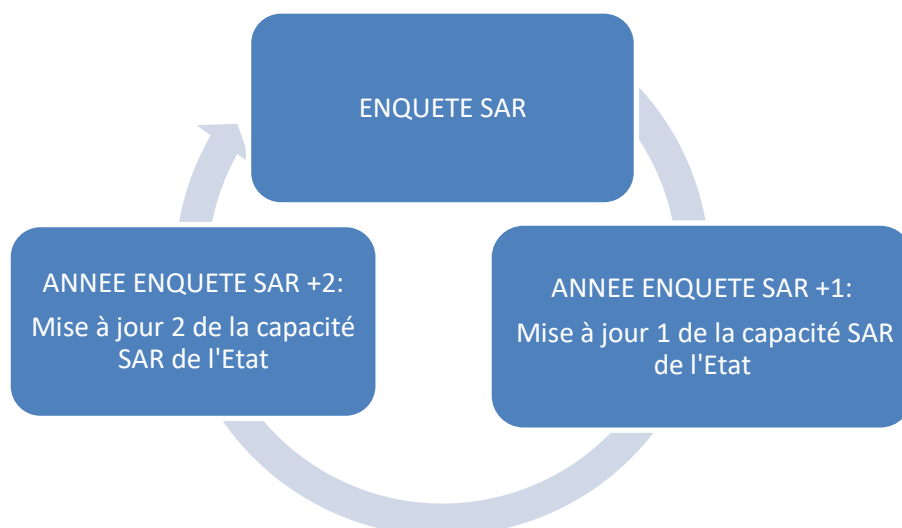 ENQUETE SAR
ANNEE ENQUETE SAR +2:
Mise à jour 2 de la capacité
SAR de l'Etat
ANNEE ENQUETE SAR +1:
Mise à jour 1 de la capacité SAR
de l'Etat